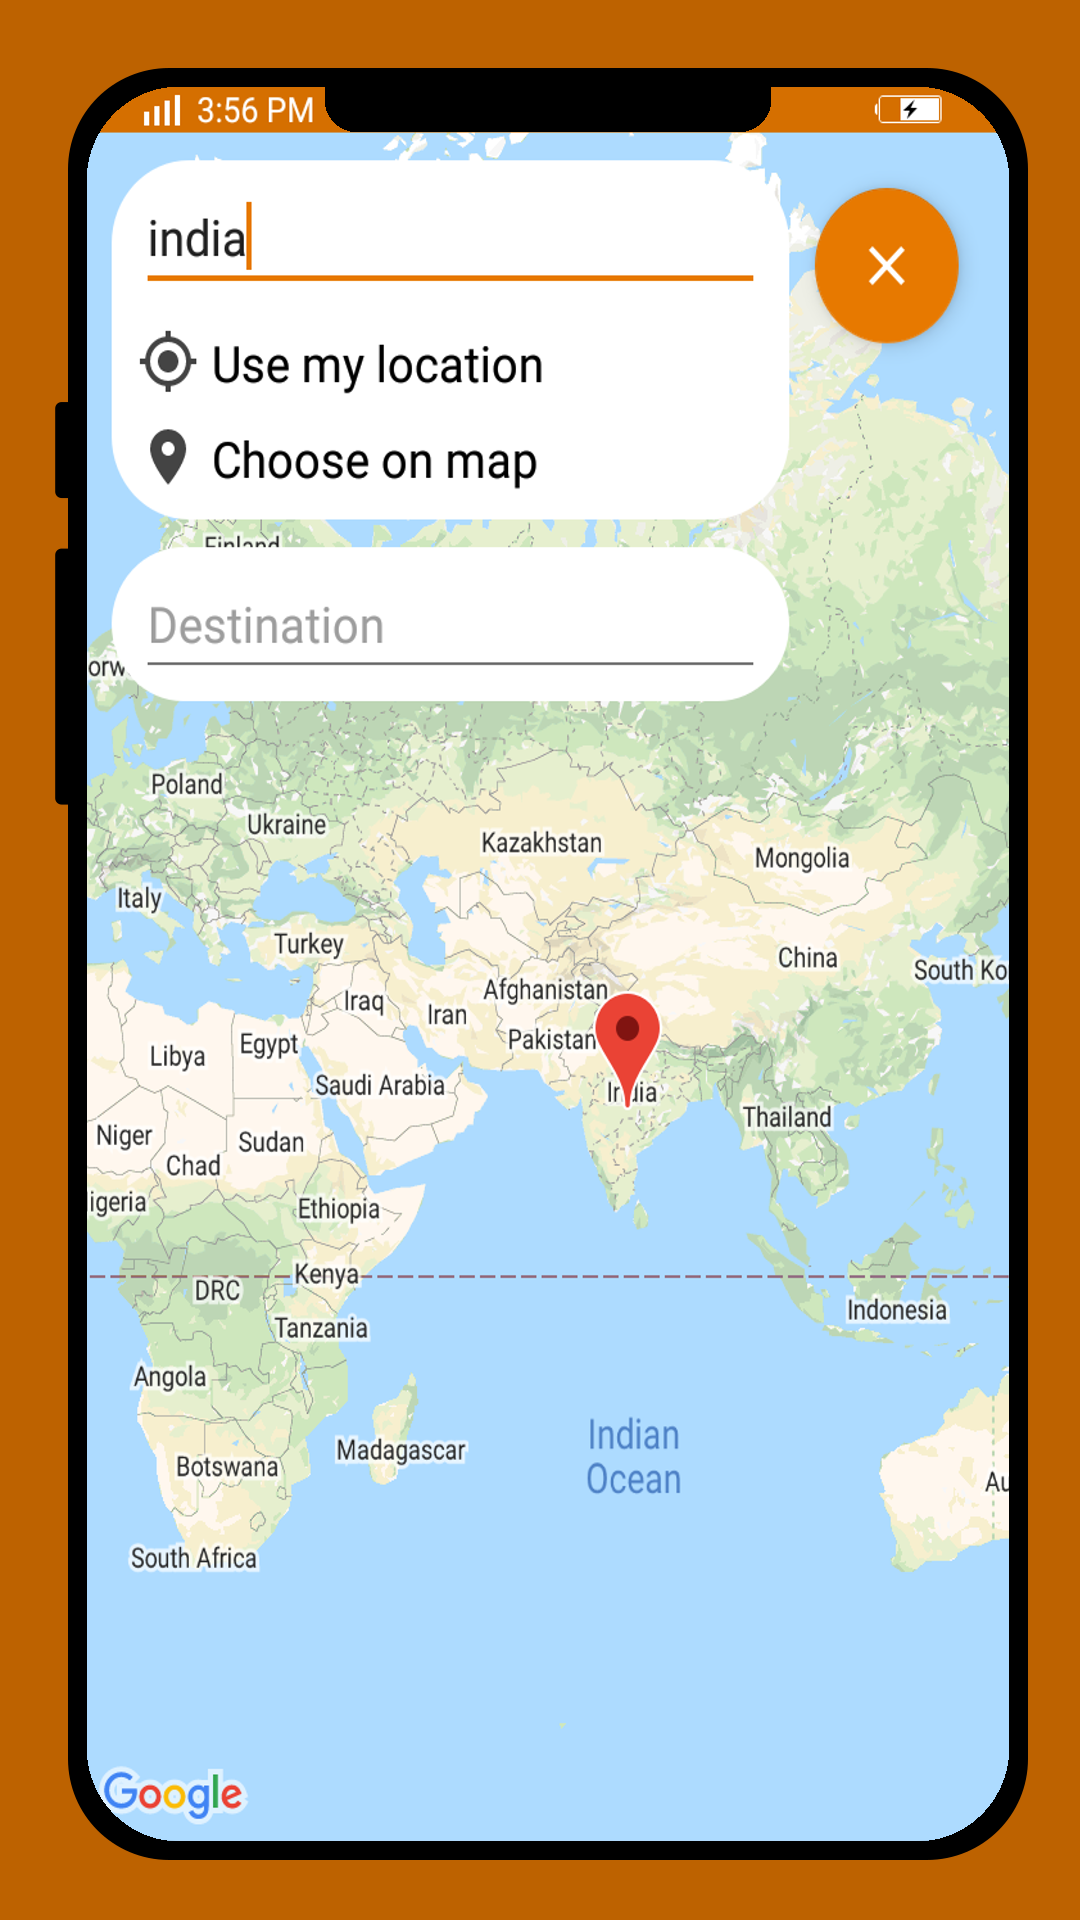 3:56 PM
india
Use my location
Choose on map
Finland
Destination
orw
Poland
Ukraine
Kazakhstan
Mongolia
Italy
Turkey
China
South Ko
Afghanistan
Iraq
Iran
Pakistan
Egypt
Libya
Saudi Arabia
India
Thailand
Niger
Sudan
Chad
igeria
Ethiopia
Kenya
DRC
Indonesia
Tanzania
Angola
Indian
Ocean
Madagascar
Botswana
Au
South Africa
Google